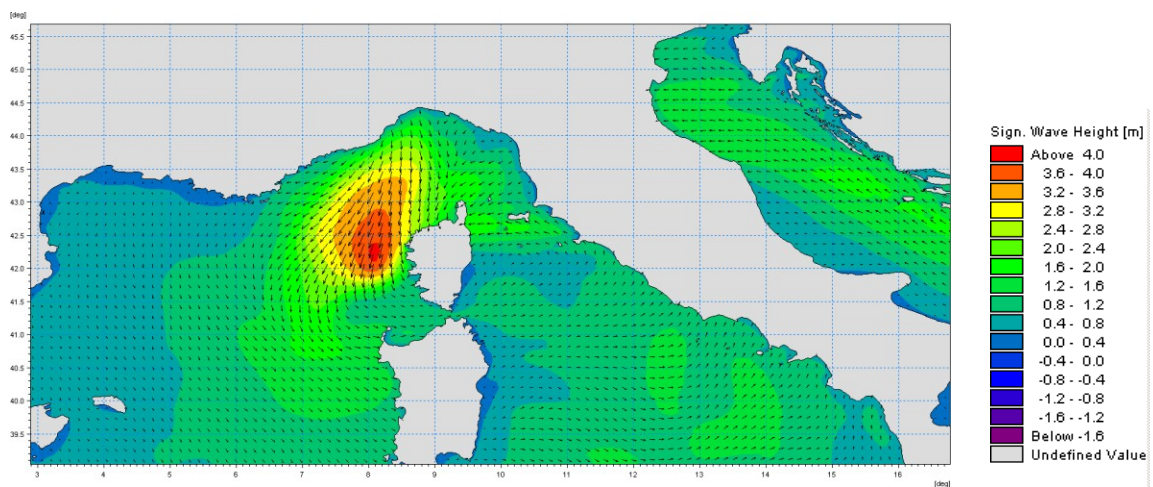 [deg]
45.5
45.0
44.5
44.0
43.5
43.0
42.5
42.0
41.5
41.0
40.5
40.0
39.5
3 4 5 6 7 8 9 10 11 12 13 14 15 16
[deg]
Sign. Wave Height [m]
Above 4.0
3.6 - 4.0
3.2 - 3.6
2.8 - 3.2
2.4 - 2.8
2.0 - 2.4
1.6 - 2.0
1.2 - 1.6
0.8 - 1.2
0.4 - 0.8
0.0 - 0.4
-0.4 - 0.0
-0.8 - -0.4
-1.2 - -0.8
-1.6 - -1.2
Below -1.6
Undefined Value